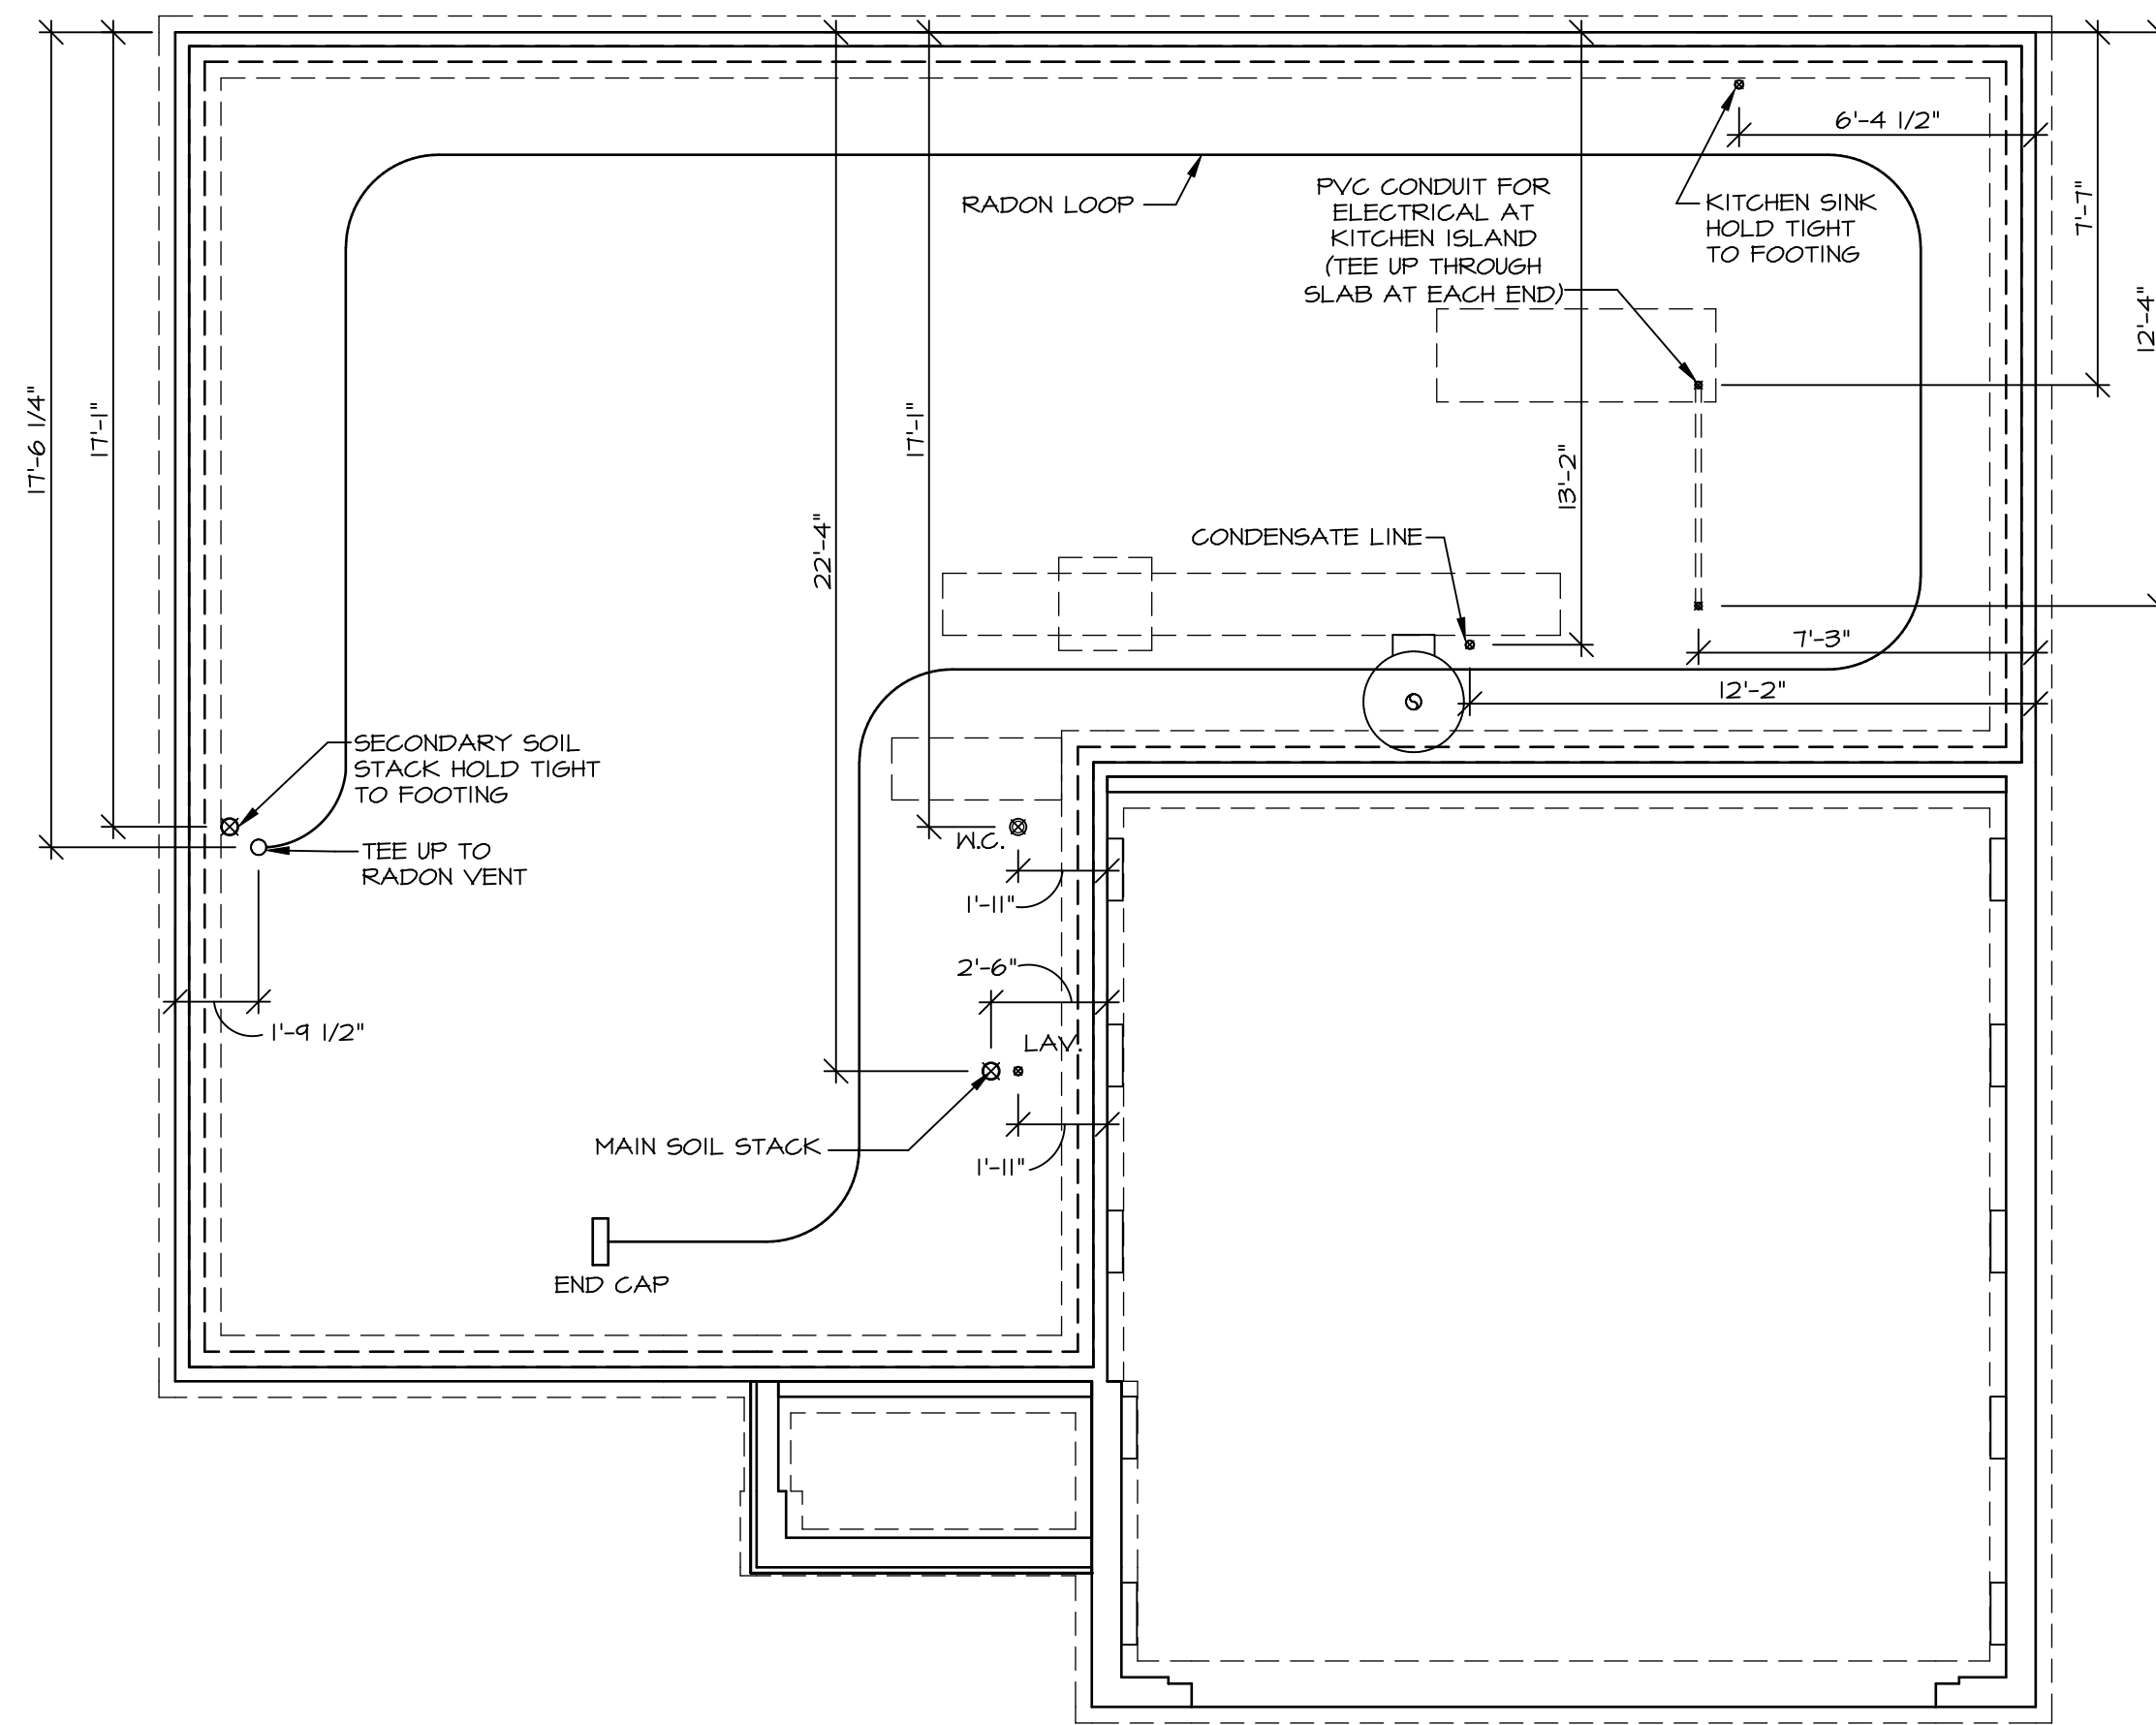 6'-4 1/2"
RADON LOOP
PVC CONDUIT FOR
ELECTRICAL AT
KITCHEN ISLAND
(TEE UP THROUGH
SLAB AT EACH END)
KITCHEN SINK
HOLD TIGHT
TO FOOTING
7'-7"
12'-4"
17'-6 1/4"
17'-1"
17'-1"
13'-2"
22'-4"
CONDENSATE LINE
7'-3"
12'-2"
SECONDARY SOIL
STACK HOLD TIGHT
TO FOOTING
TEE UP TO
RADON VENT
W.C.
1'-11"
2'-6"
1'-9 1/2"
LAV.
MAIN SOIL STACK
1'-11"
END CAP